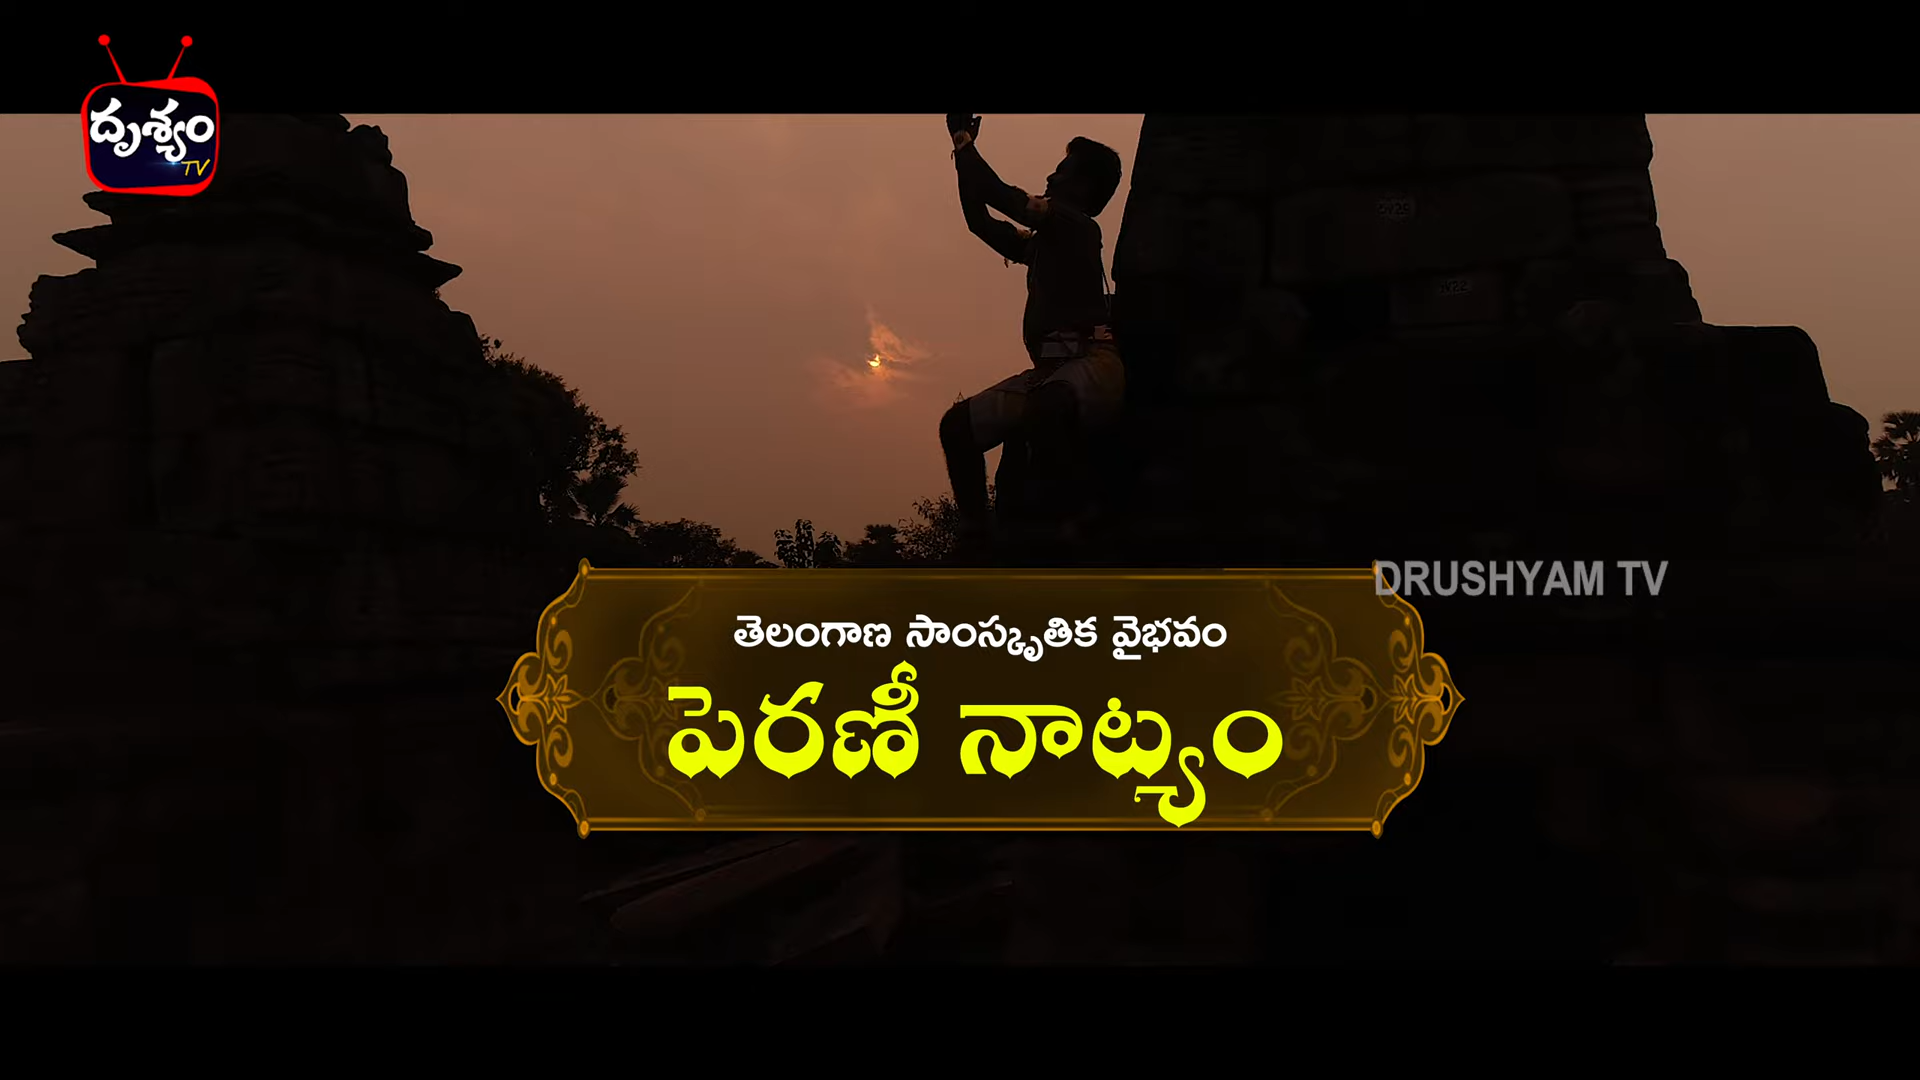 దృశ్యం
TV
DRUSHYAM TV
తెలంగాణ సాంస్కృతిక వైభవం
పెరణీ నాట్యం